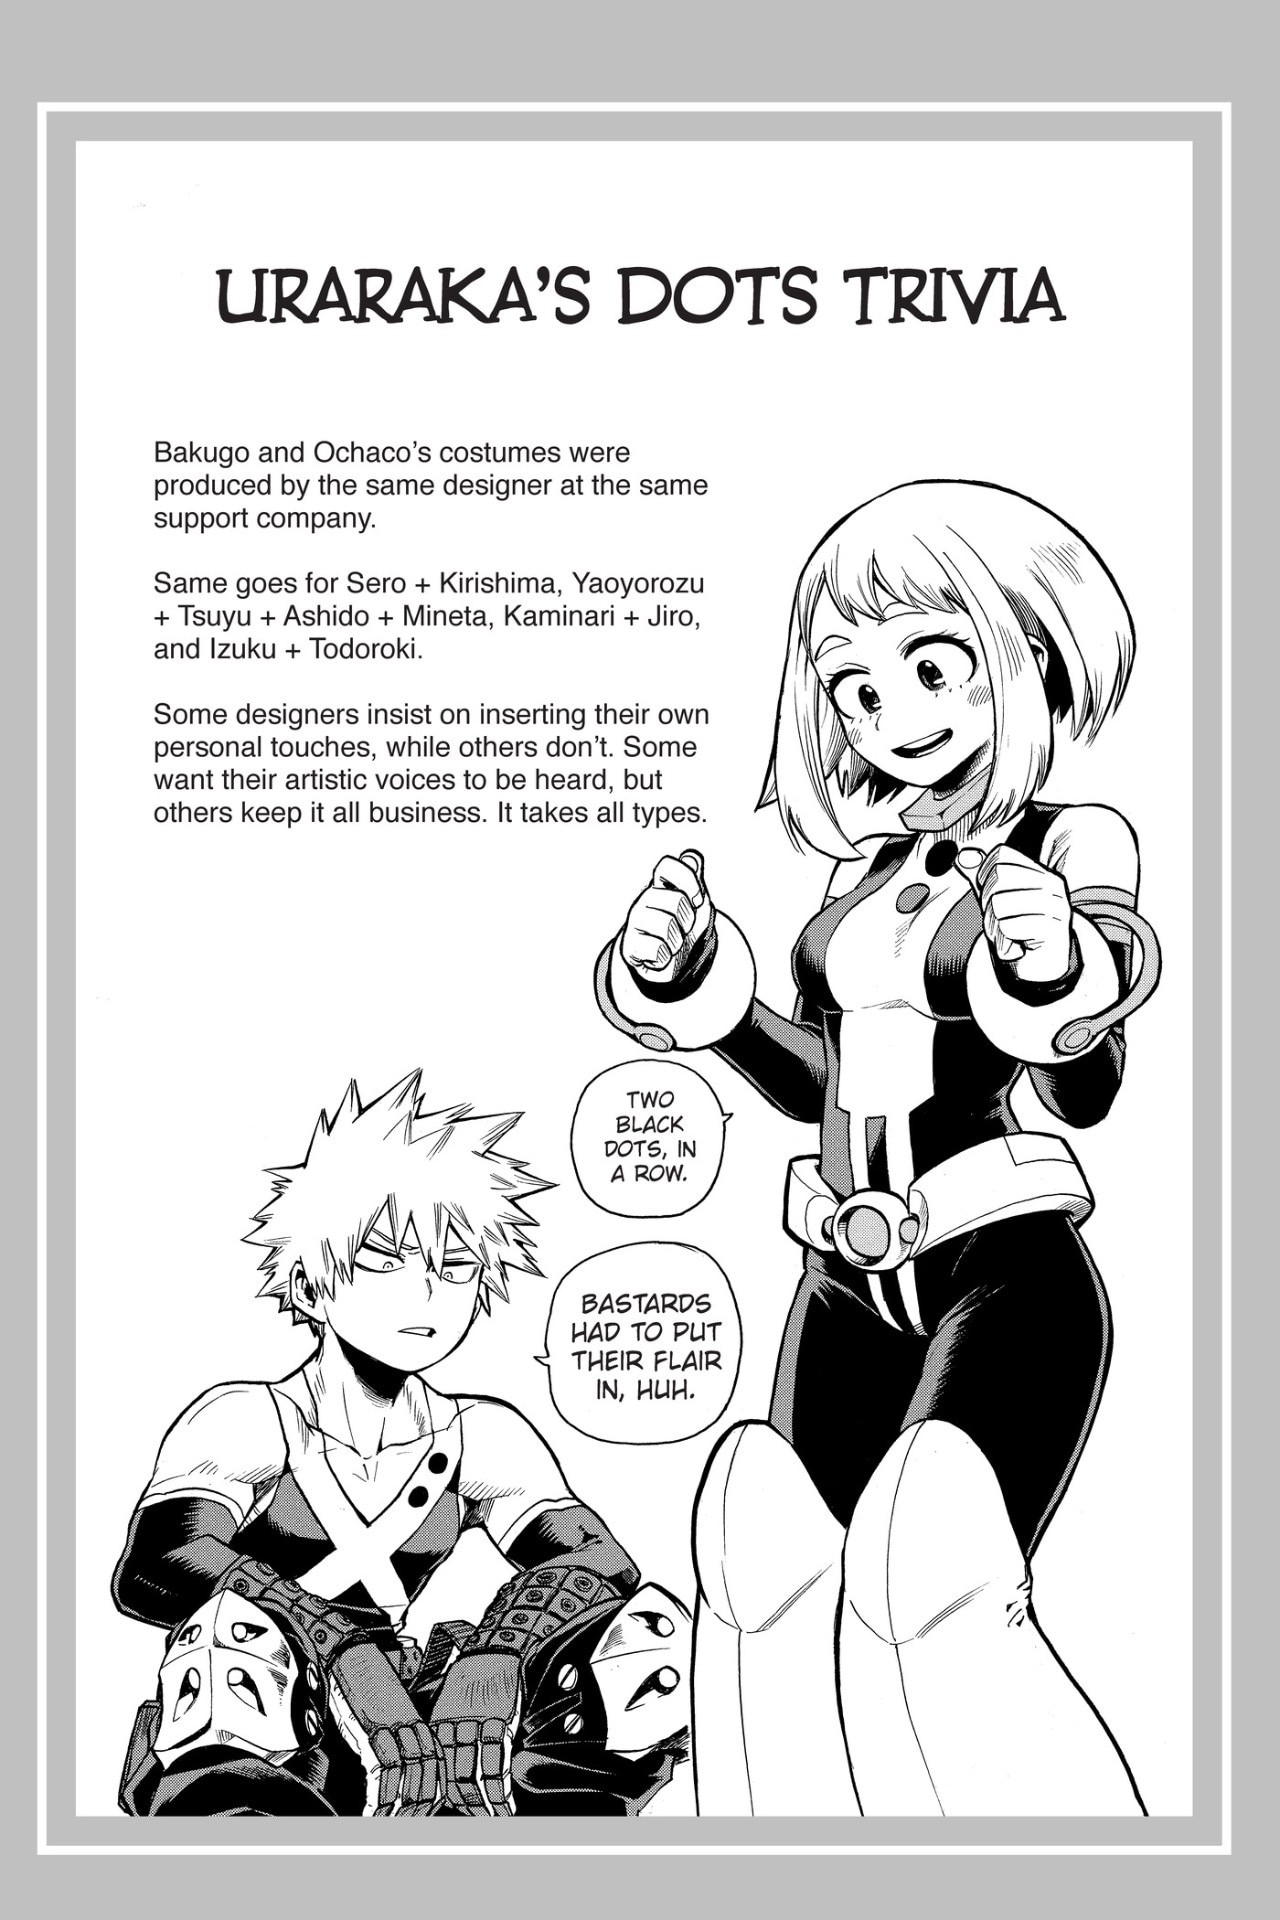 URARAKA'S DOTS TRIVIA
Bakugo and Ochaco's costumes were
produced by the same designer at the same
support company.
Same goes for Sero + Kirishima, Yaoyorozu
+ Tsuyu + Ashido + Mineta, Kaminari + Jiro,
and Izuku + Todoroki.
Some designers insist on inserting their own
personal touches, while others don't. Some
want their artistic voices to be heard, but
others keep it all business. It takes all types.
TWO
BLACK
DOTS, IN
A ROW.
BASTARDS
HAD TO PUT
THEIR FLAIR
IN, HUH.